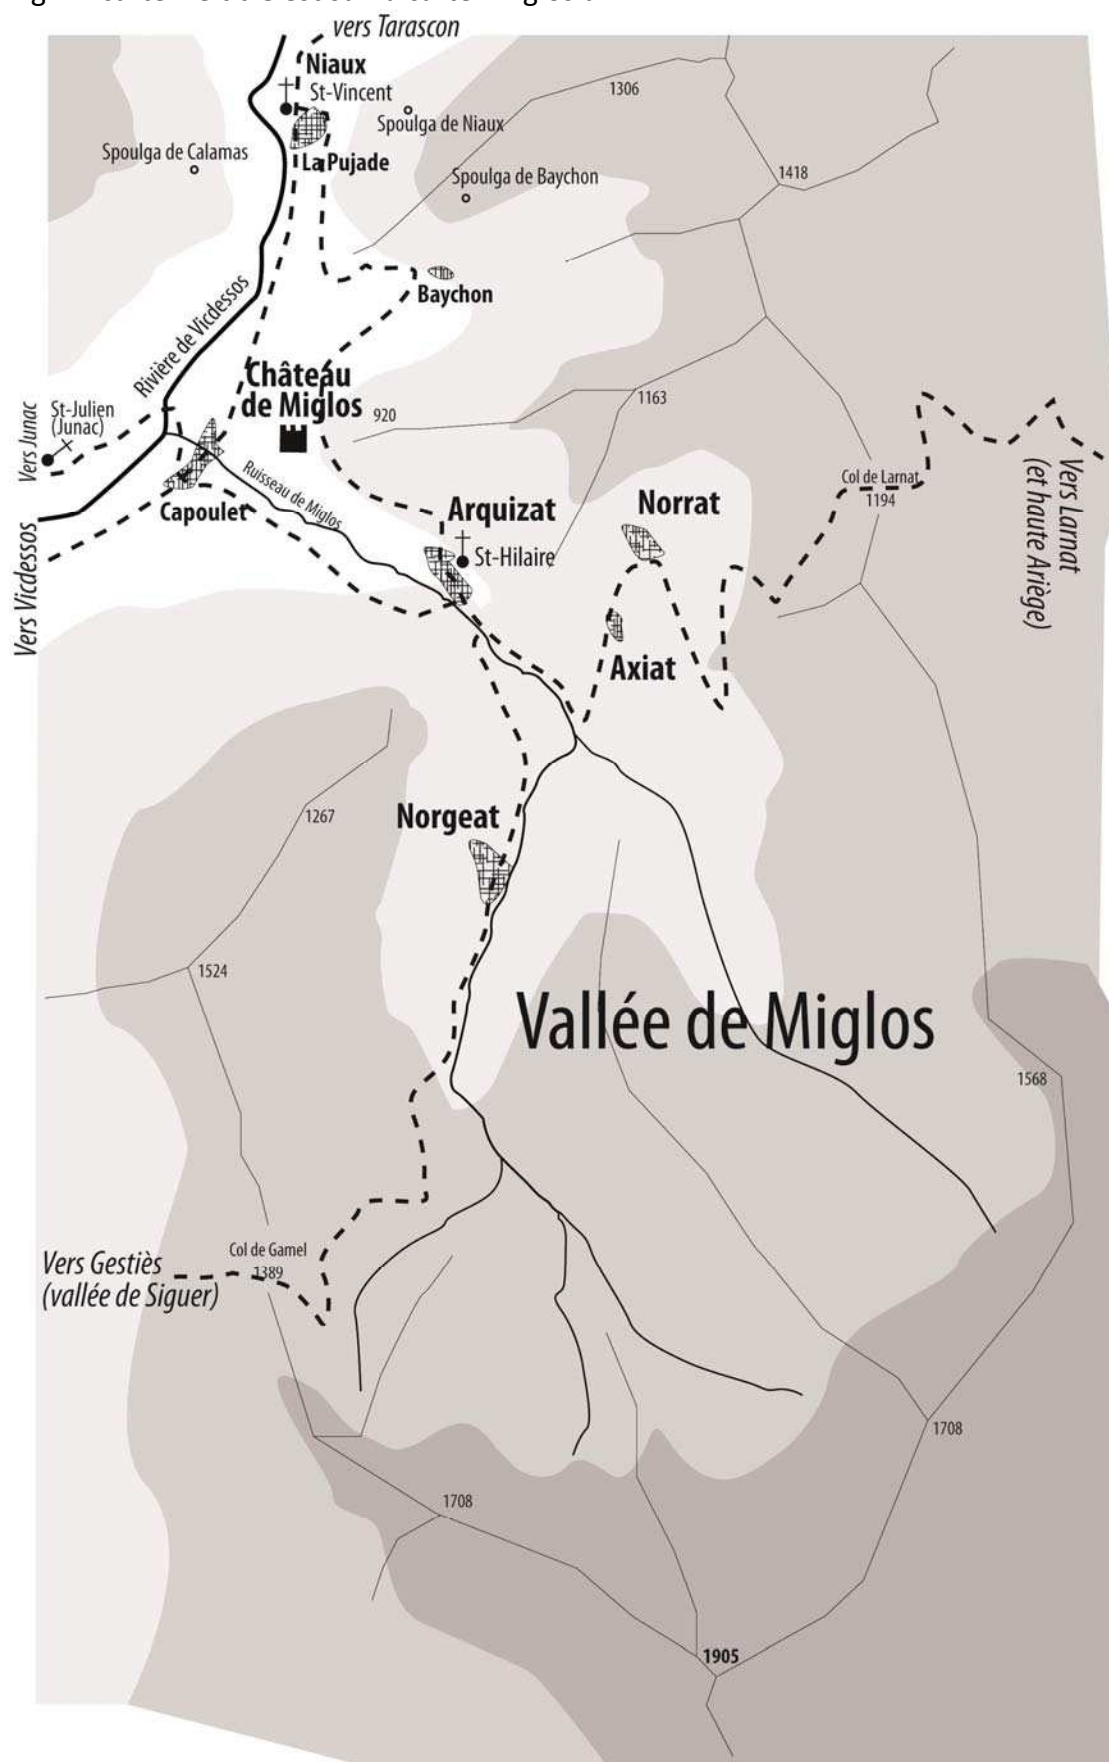 vers Tarascon
Niaux
St-Vincent
1306
Spoulga de Niaux
Spoulga de Calamas
La Pujade
Spoulga de Baychon
1418
Baychon
Rivière de Vicdessos
Château
de Miglos
920
1163
Vers Junac
St-Julien
(Junac)
Ruisseau de Miglos
Col de Larnat
1194
Vers Larnat
(et haute Ariège)
Capoulet
Arquizat
Norrat
St-Hilaire
Vers Vicdessos
Axiat
1267
Norgeat
1524
Vallée de Miglos
1568
Col de Gamel
1389
Vers Gestiès
(vallée de Siguer)
1708
1708
1905